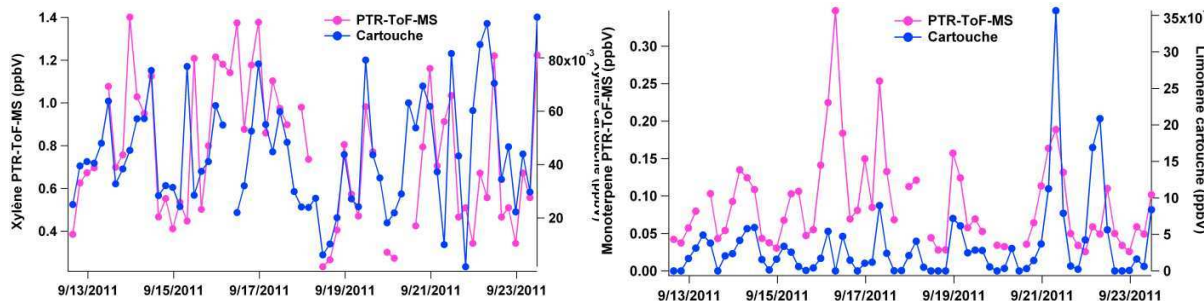 Xylène PTR-ToF-MS (ppbV)
1.4
1.2
1.0
0.8
0.6
0.4
PTR-ToF-MS
Cartouche
80x10⁻³
60
40
20
Xylène cartouche (ppbV)
9/13/2011 9/15/2011 9/17/2011 9/19/2011 9/21/2011 9/23/2011
Monoterpene PTR-ToF-MS (ppbV)
0.30
0.25
0.20
0.15
0.10
0.05
0.00
PTR-ToF-MS
Cartouche
35x10
30
25
20
15
10
5
0
Limonene cartouche (ppbV)
9/13/2011 9/15/2011 9/17/2011 9/19/2011 9/21/2011 9/23/2011